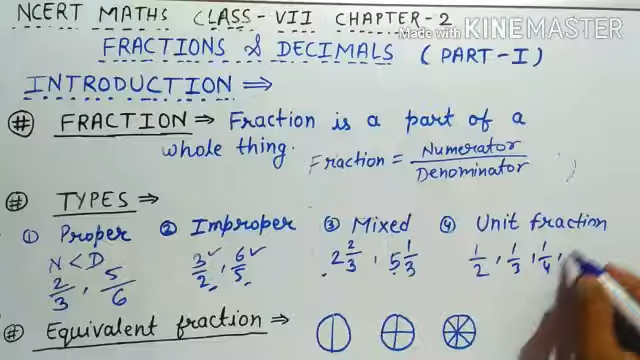 NCERT MATHS CLASS-VII CHAPTER-2
Made with KINEMASTER
FRACTIONS & DECIMALS (PART-I)
INTRODUCTION ⇒
# FRACTION ⇒ Fraction is a part of a
whole thing. Fraction = Numerator/Denominator
# TYPES ⇒
① Proper ② Improper ③ Mixed ④ Unit fraction
N<D
2/3, 5/6 3/2, 6/5 2 2/3, 5 1/3 1/2, 1/3, 1/4,
# Equivalent fraction ⇒